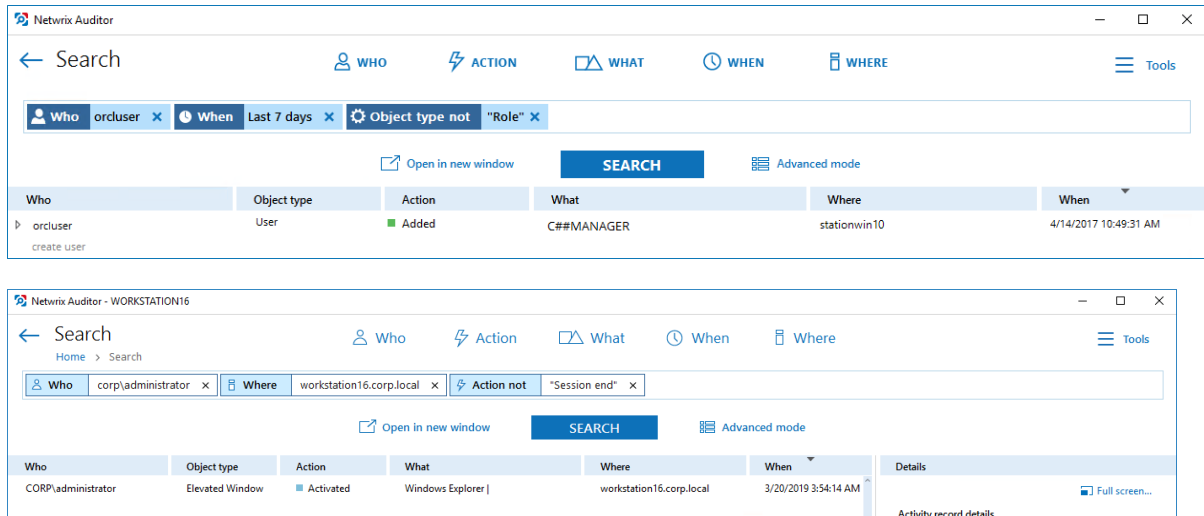 Netwrix Auditor
Search WHO ACTION WHAT WHEN WHERE Tools
Who orcluser When Last 7 days Object type not "Role"
Open in new window SEARCH Advanced mode
Who Object type Action What Where When
orcluser User Added C##MANAGER stationwin10 4/14/2017 10:49:31 AM
create user
Netwrix Auditor - WORKSTATION16
Search Who Action What When Where Tools
Home > Search
Who corp\administrator Where workstation16.corp.local Action not "Session end"
Open in new window SEARCH Advanced mode
Who Object type Action What Where When Details
CORP\administrator Elevated Window Activated Windows Explorer | workstation16.corp.local 3/20/2019 3:54:14 AM Full screen...
Activity record details